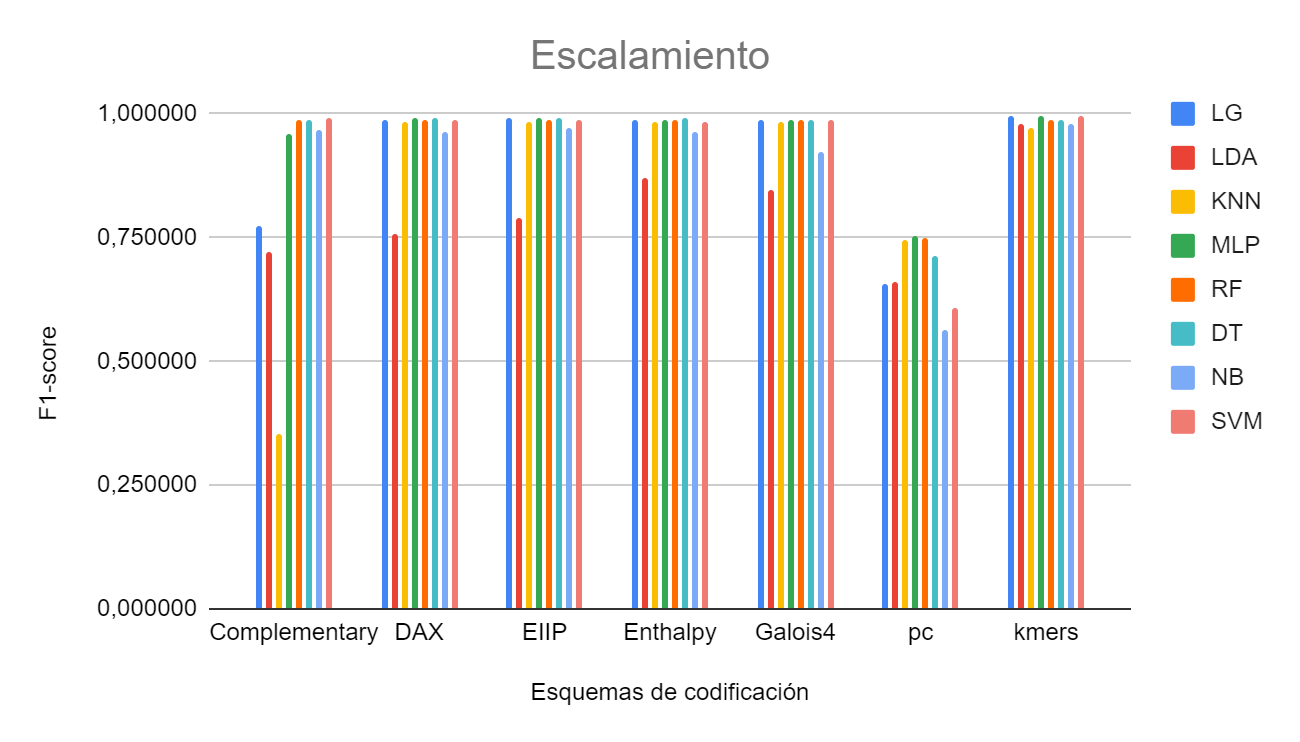 Escalamiento
1,000000
0,750000
0,500000
0,250000
0,000000
F1-score
Complementary DAX EIIP Enthalpy Galois4 pc kmers
Esquemas de codificación
LG
LDA
KNN
MLP
RF
DT
NB
SVM